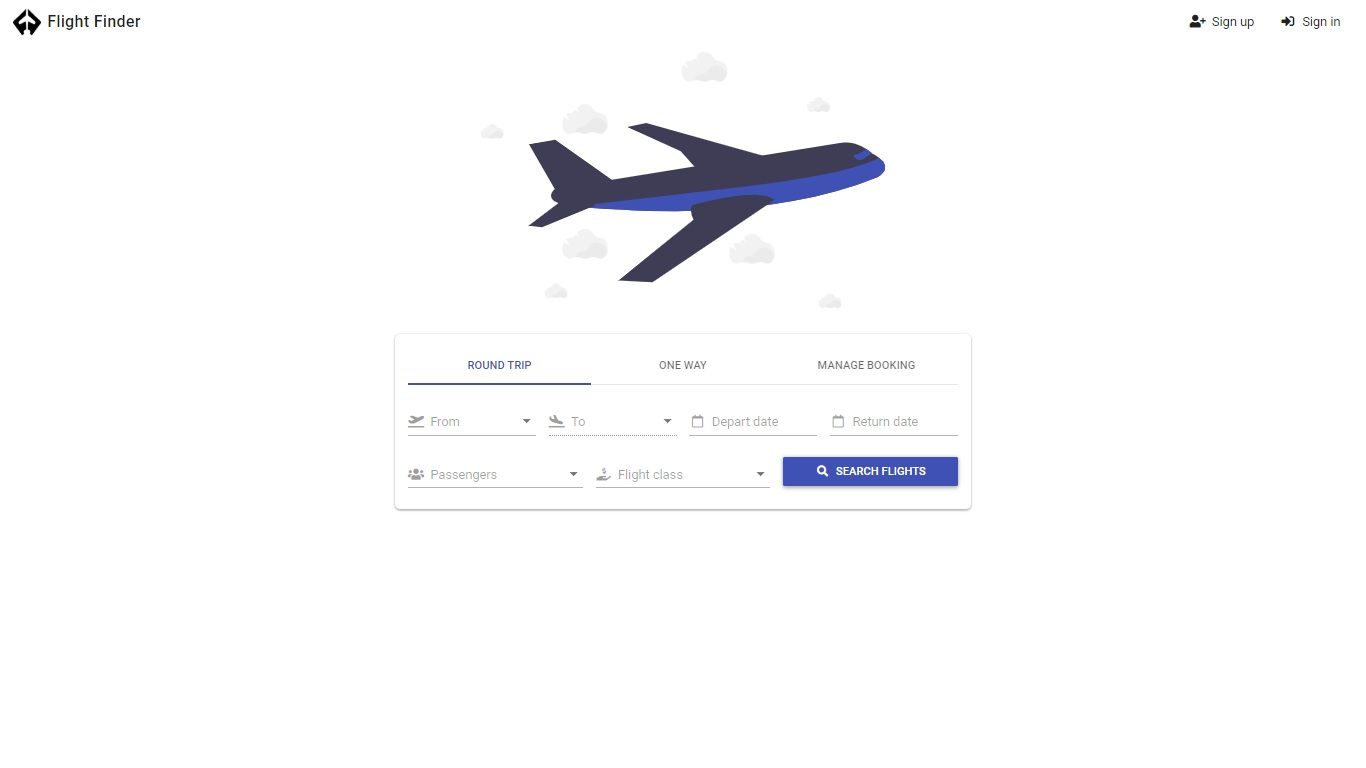 Flight Finder
Sign up
Sign in
ROUND TRIP
ONE WAY
MANAGE BOOKING
From
To
Depart date
Return date
Passengers
Flight class
SEARCH FLIGHTS